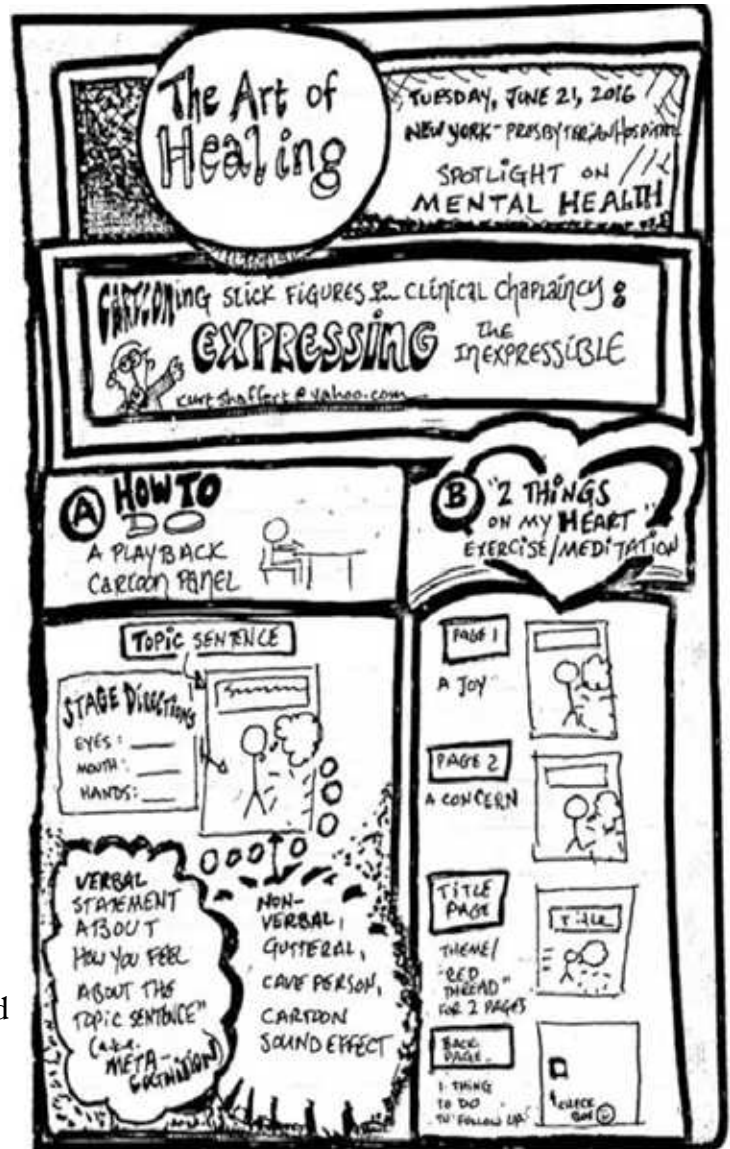 The Art of
Healing
TUESDAY, JUNE 21, 2016
NEW YORK-PRESBYTERIAN HOSPITAL
SPOTLIGHT ON
MENTAL HEALTH
CARTOONing STICK FIGURES in CLINICAL CHAPLAINCY:
EXPRESSING THE
INEXPRESSIBLE
kurtshaffert@yahoo.com
A HOW TO
DO
A PLAYBACK
CARTOON PANEL
B "2 THINGS
ON MY HEART"
EXERCISE/MEDITATION
TOPIC SENTENCE
STAGE DIRECTIONS
EYES:
MOUTH:
HANDS:
VERBAL
STATEMENT
ABOUT
HOW YOU FEEL
ABOUT THE
TOPIC SENTENCE"
(a.k.a.
META-
COGNITION)
NON-
VERBAL,
GUTTERAL,
CAVE PERSON,
CARTOON
SOUND EFFECT
PAGE 1
A JOY
PAGE 2
A CONCERN
TITLE
PAGE
Title
THEME/
"RED
THREAD"
FOR 2 PAGES
BACK
PAGE
1 THING
TO DO
TO "FOLLOW UP"
CHECK
BOX
d